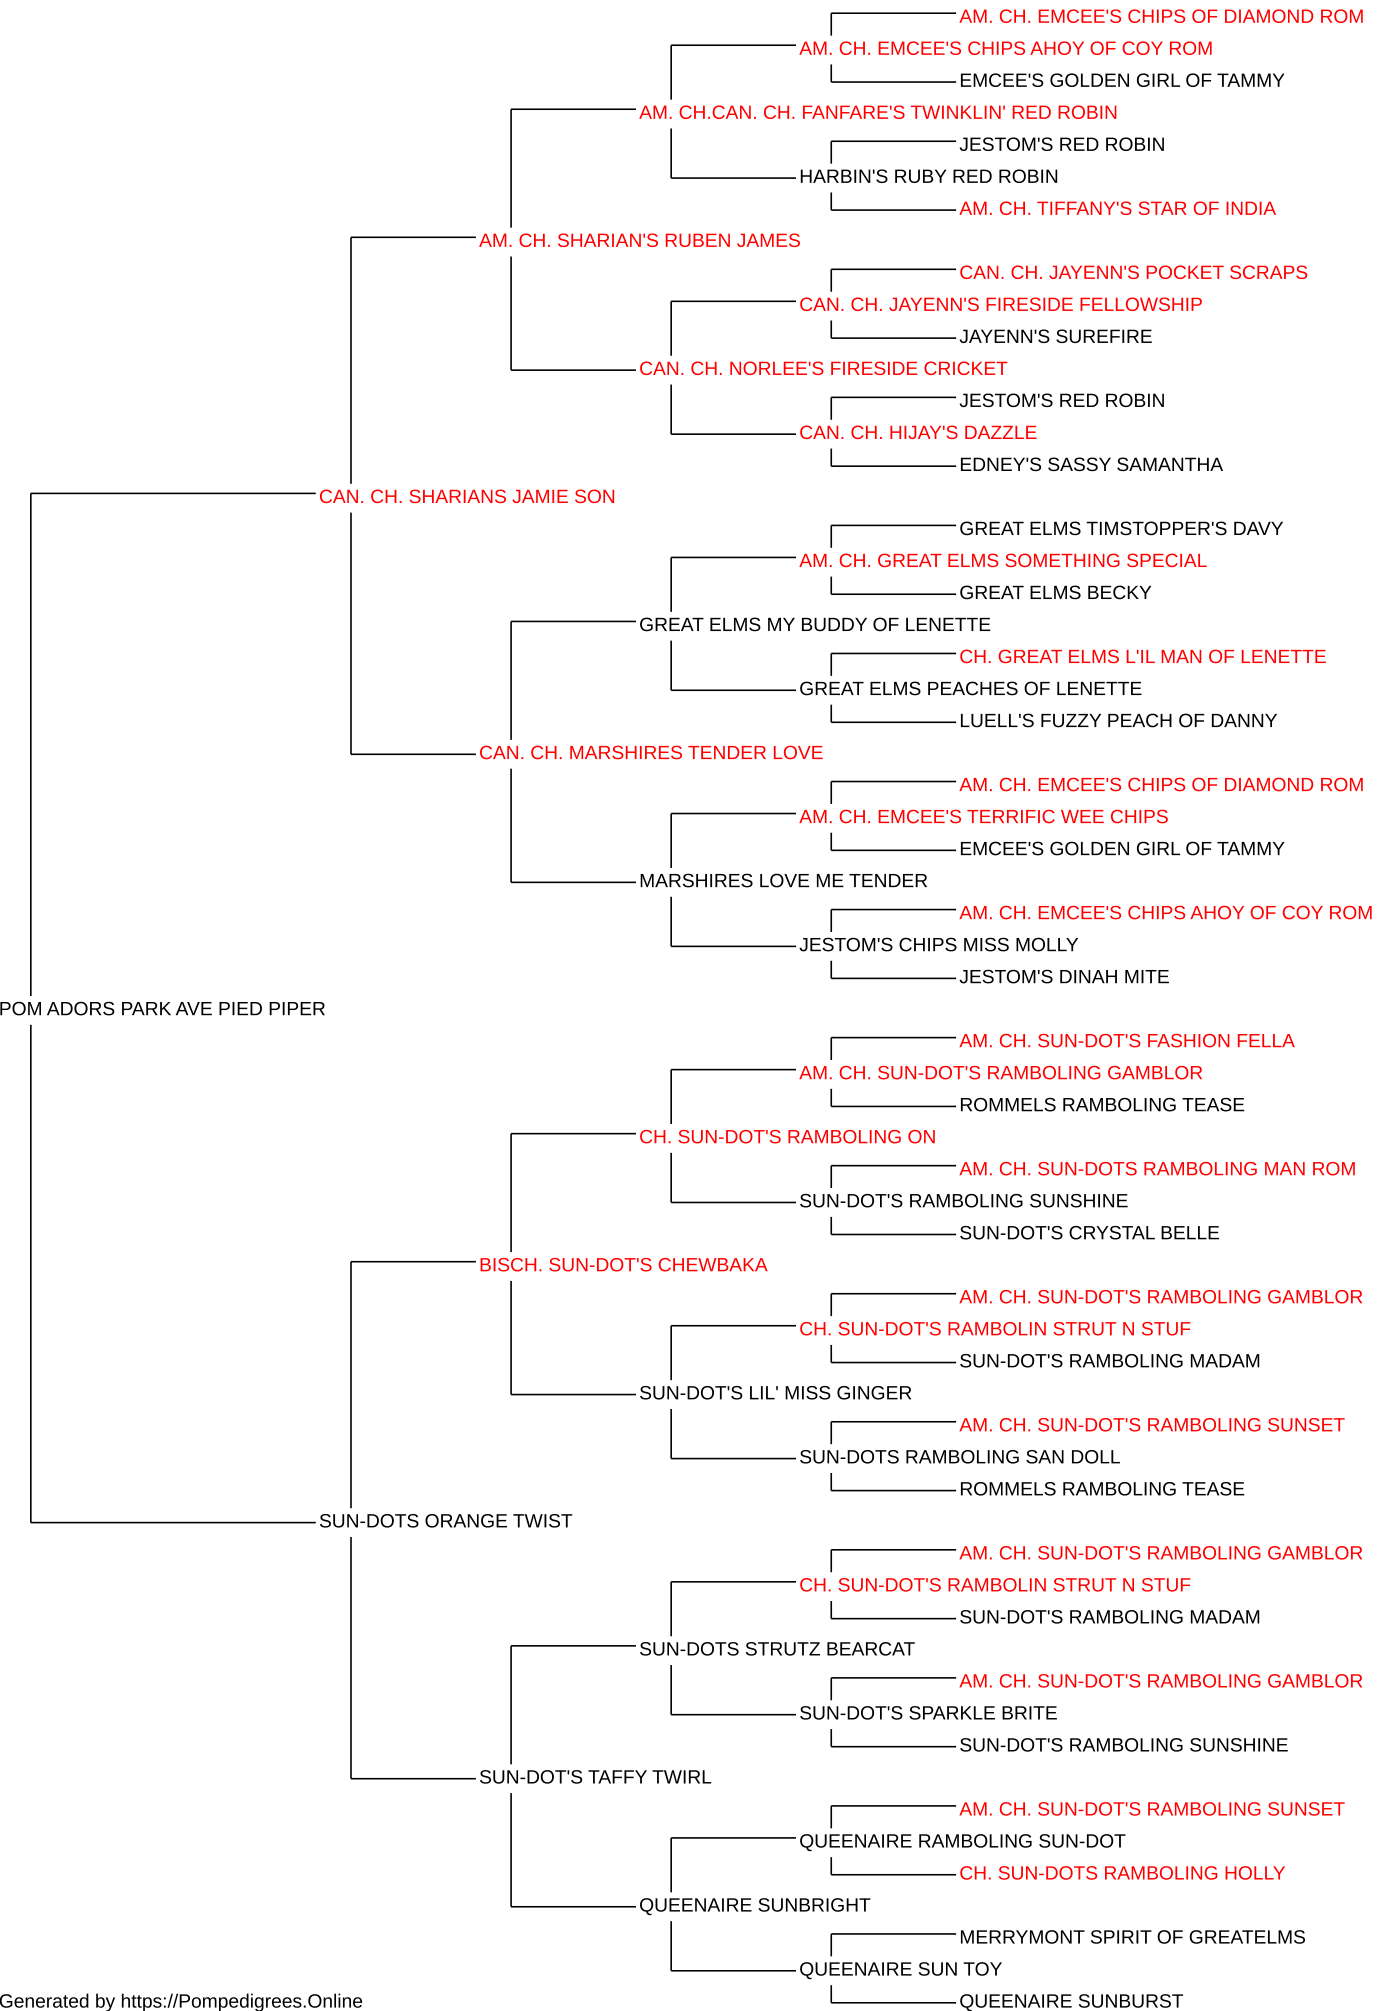 AM. CH. EMCEE'S CHIPS OF DIAMOND ROM
AM. CH. EMCEE'S CHIPS AHOY OF COY ROM
EMCEE'S GOLDEN GIRL OF TAMMY
AM. CH.CAN. CH. FANFARE'S TWINKLIN' RED ROBIN
JESTOM'S RED ROBIN
HARBIN'S RUBY RED ROBIN
AM. CH. TIFFANY'S STAR OF INDIA
AM. CH. SHARIAN'S RUBEN JAMES
CAN. CH. JAYENN'S POCKET SCRAPS
CAN. CH. JAYENN'S FIRESIDE FELLOWSHIP
JAYENN'S SUREFIRE
CAN. CH. NORLEE'S FIRESIDE CRICKET
JESTOM'S RED ROBIN
CAN. CH. HIJAY'S DAZZLE
EDNEY'S SASSY SAMANTHA
CAN. CH. SHARIANS JAMIE SON
GREAT ELMS TIMSTOPPER'S DAVY
AM. CH. GREAT ELMS SOMETHING SPECIAL
GREAT ELMS BECKY
GREAT ELMS MY BUDDY OF LENETTE
CH. GREAT ELMS L'IL MAN OF LENETTE
GREAT ELMS PEACHES OF LENETTE
LUELL'S FUZZY PEACH OF DANNY
CAN. CH. MARSHIRES TENDER LOVE
AM. CH. EMCEE'S CHIPS OF DIAMOND ROM
AM. CH. EMCEE'S TERRIFIC WEE CHIPS
EMCEE'S GOLDEN GIRL OF TAMMY
MARSHIRES LOVE ME TENDER
AM. CH. EMCEE'S CHIPS AHOY OF COY ROM
JESTOM'S CHIPS MISS MOLLY
JESTOM'S DINAH MITE
POM ADORS PARK AVE PIED PIPER
AM. CH. SUN-DOT'S FASHION FELLA
AM. CH. SUN-DOT'S RAMBOLING GAMBLOR
ROMMELS RAMBOLING TEASE
CH. SUN-DOT'S RAMBOLING ON
AM. CH. SUN-DOTS RAMBOLING MAN ROM
SUN-DOT'S RAMBOLING SUNSHINE
SUN-DOT'S CRYSTAL BELLE
BISCH. SUN-DOT'S CHEWBAKA
AM. CH. SUN-DOT'S RAMBOLING GAMBLOR
CH. SUN-DOT'S RAMBOLIN STRUT N STUF
SUN-DOT'S RAMBOLING MADAM
SUN-DOT'S LIL' MISS GINGER
AM. CH. SUN-DOT'S RAMBOLING SUNSET
SUN-DOTS RAMBOLING SAN DOLL
ROMMELS RAMBOLING TEASE
SUN-DOTS ORANGE TWIST
AM. CH. SUN-DOT'S RAMBOLING GAMBLOR
CH. SUN-DOT'S RAMBOLIN STRUT N STUF
SUN-DOT'S RAMBOLING MADAM
SUN-DOTS STRUTZ BEARCAT
AM. CH. SUN-DOT'S RAMBOLING GAMBLOR
SUN-DOT'S SPARKLE BRITE
SUN-DOT'S RAMBOLING SUNSHINE
SUN-DOT'S TAFFY TWIRL
AM. CH. SUN-DOT'S RAMBOLING SUNSET
QUEENAIRE RAMBOLING SUN-DOT
CH. SUN-DOTS RAMBOLING HOLLY
QUEENAIRE SUNBRIGHT
MERRYMONT SPIRIT OF GREATELMS
QUEENAIRE SUN TOY
QUEENAIRE SUNBURST
Generated by https://Pompedigrees.Online